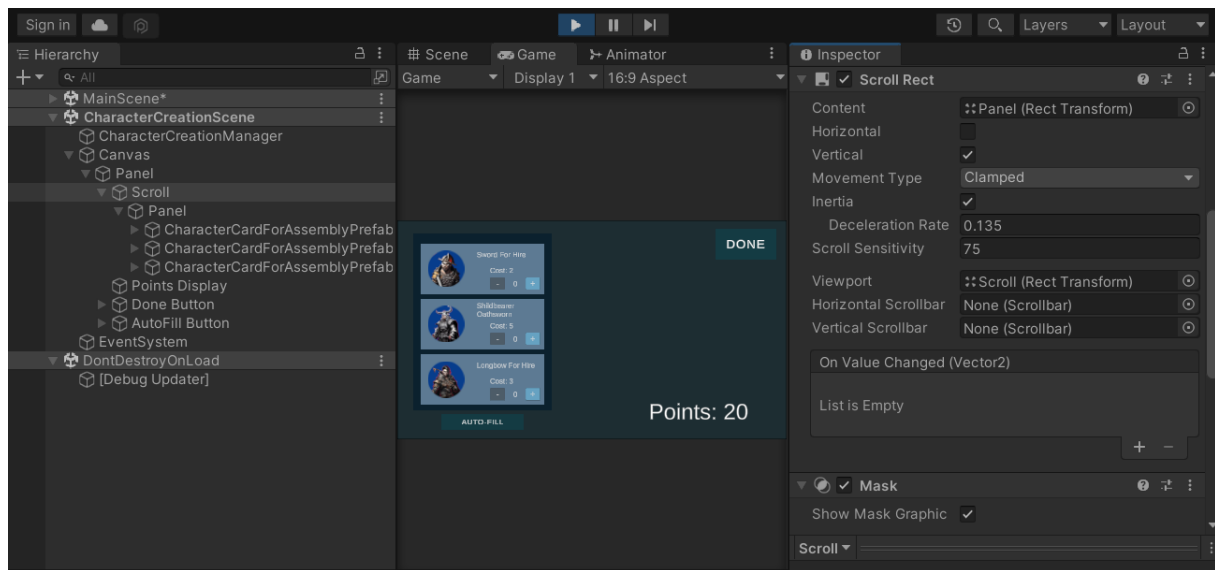 Sign in
Layers
Layout
Hierarchy
All
MainScene*
CharacterCreationScene
CharacterCreationManager
Canvas
Panel
Scroll
Panel
CharacterCardForAssemblyPrefab
CharacterCardForAssemblyPrefab
CharacterCardForAssemblyPrefab
Points Display
Done Button
AutoFill Button
EventSystem
DontDestroyOnLoad
[Debug Updater]
Scene Game Animator
Game Display 1 16:9 Aspect
DONE
Sword For Hire
Cost: 2
- 0 +
Shildbearer
Oathsworn
Cost: 5
- 0 +
Longbow For Hire
Cost: 3
- 0 +
AUTO-FILL
Points: 20
Inspector
Scroll Rect
Content Panel (Rect Transform)
Horizontal
Vertical
Movement Type Clamped
Inertia
Deceleration Rate 0.135
Scroll Sensitivity 75
Viewport Scroll (Rect Transform)
Horizontal Scrollbar None (Scrollbar)
Vertical Scrollbar None (Scrollbar)
On Value Changed (Vector2)
List is Empty
+ -
Mask
Show Mask Graphic
Scroll